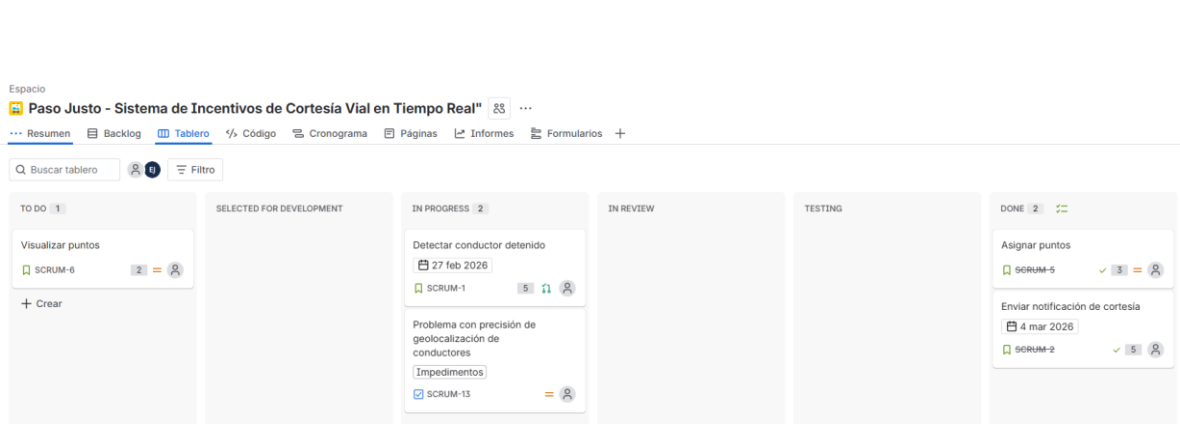 Espacio
Paso Justo - Sistema de Incentivos de Cortesía Vial en Tiempo Real"
Resumen Backlog Tablero Código Cronograma Páginas Informes Formularios
Buscar tablero EJ Filtro
TO DO 1
Visualizar puntos
SCRUM-6 2
Crear
SELECTED FOR DEVELOPMENT
IN PROGRESS 2
Detectar conductor detenido
27 feb 2026
SCRUM-1 5
Problema con precisión de
geolocalización de
conductores
Impedimentos
SCRUM-13
IN REVIEW
TESTING
DONE 2
Asignar puntos
SCRUM-5 3
Enviar notificación de cortesía
4 mar 2026
SCRUM-2 5